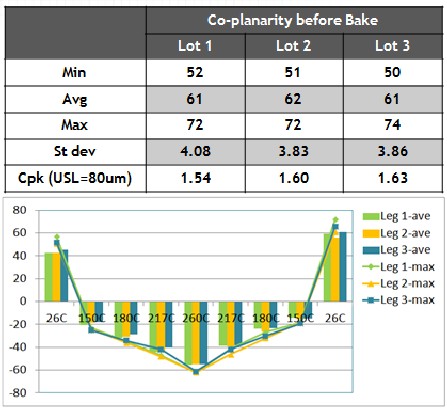 Co-planarity before Bake
Lot 1 Lot 2 Lot 3
Min 52 51 50
Avg 61 62 61
Max 72 72 74
St dev 4.08 3.83 3.86
Cpk (USL=80um) 1.54 1.60 1.63
80
60
40
20
0
-20
-40
-60
-80
26C 150C 180C 217C 260C 217C 180C 150C 26C
Leg 1-ave
Leg 2-ave
Leg 3-ave
Leg 1-max
Leg 2-max
Leg 3-max